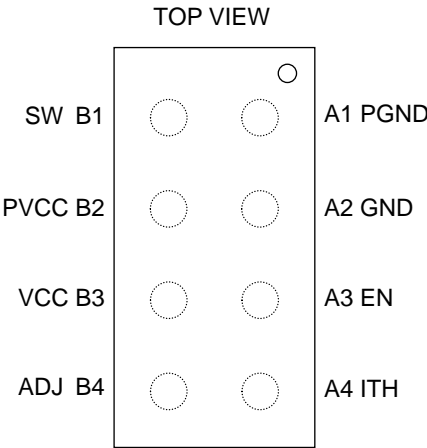 TOP VIEW
SW B1 A1 PGND
PVCC B2 A2 GND
VCC B3 A3 EN
ADJ B4 A4 ITH